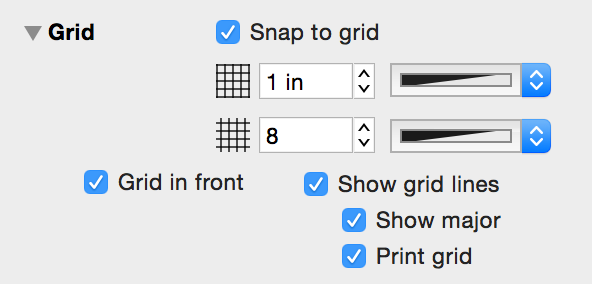 Grid
Snap to grid
1 in
8
Grid in front
Show grid lines
Show major
Print grid